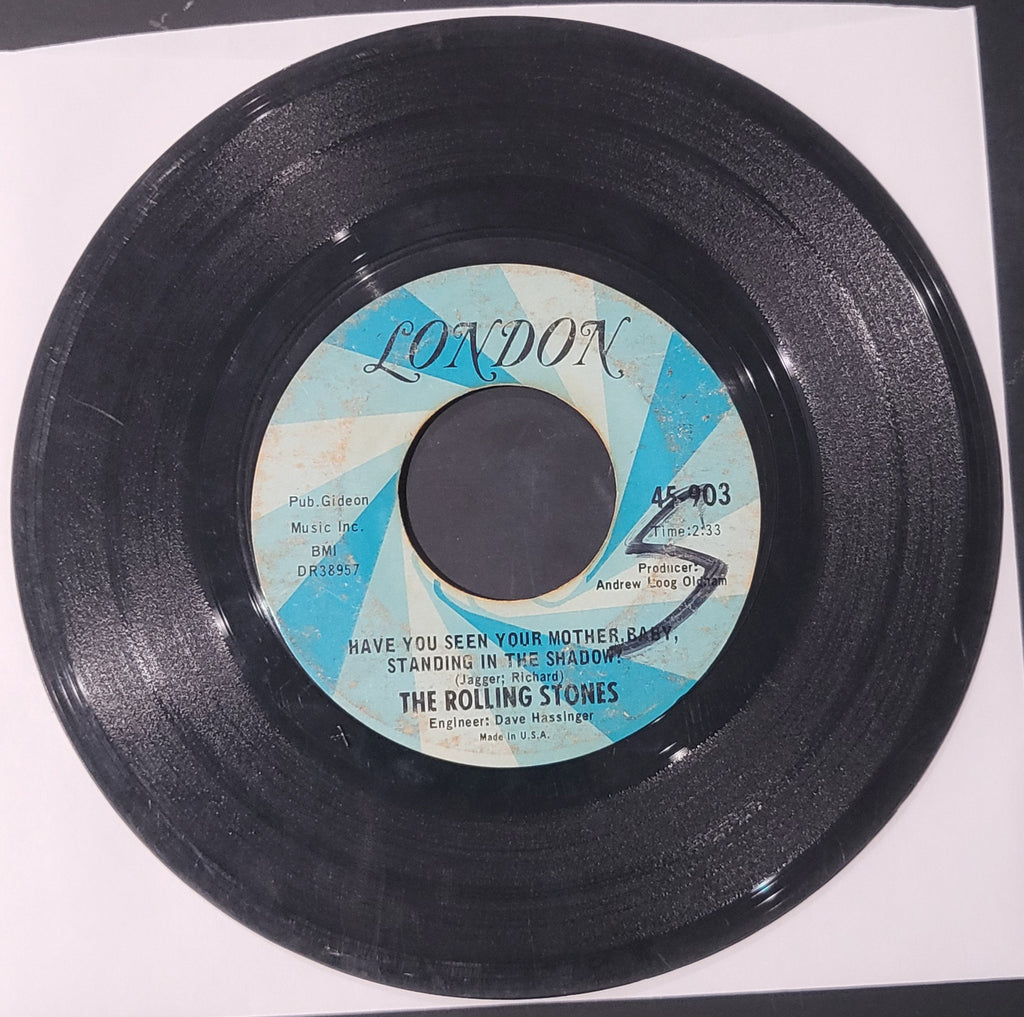 LONDON
Pub.Gideon
Music Inc.
BMI
DR38957
45-903
Time:2:33
Producer:
Andrew Loog Oldham
5
HAVE YOU SEEN YOUR MOTHER,BABY,
STANDING IN THE SHADOW?
(Jagger; Richard)
THE ROLLING STONES
Engineer: Dave Hassinger
Made in U.S.A.